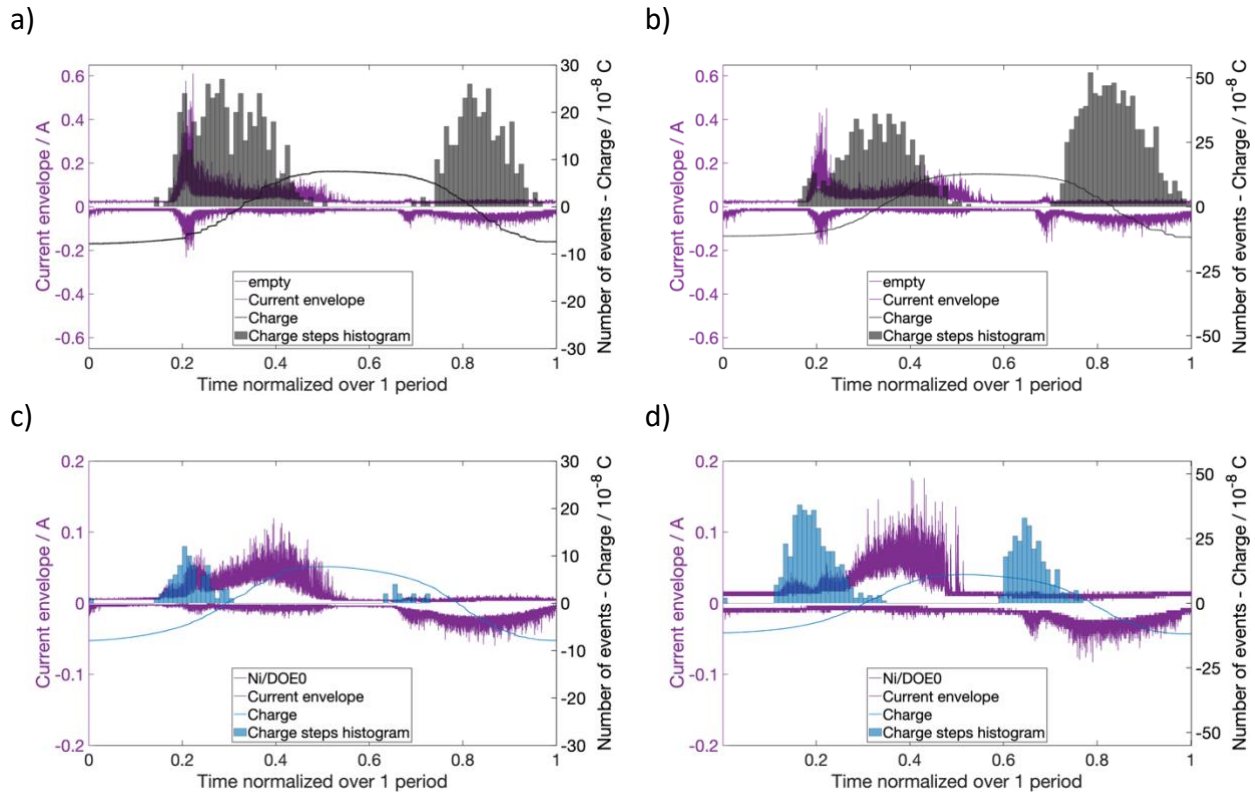 a)
Current envelope / A
0.6
0.4
0.2
0
-0.2
-0.4
-0.6
30
20
10
0
-10
-20
-30
Number of events - Charge / 10-8 C
empty
Current envelope
Charge
Charge steps histogram
0 0.2 0.4 0.6 0.8 1
Time normalized over 1 period
b)
Current envelope / A
0.6
0.4
0.2
0
-0.2
-0.4
-0.6
50
25
0
-25
-50
Number of events - Charge / 10-8 C
empty
Current envelope
Charge
Charge steps histogram
0.2 0.4 0.6 0.8 1
Time normalized over 1 period
c)
Current envelope / A
0.2
0.1
0
-0.1
-0.2
30
20
10
0
-10
-20
-30
Number of events - Charge / 10-8 C
Ni/DOE0
Current envelope
Charge
Charge steps histogram
0 0.2 0.4 0.6 0.8 1
Time normalized over 1 period
d)
Current envelope / A
0.2
0.1
0
-0.1
-0.2
50
25
0
-25
-50
Number of events - Charge / 10-8 C
Ni/DOE0
Current envelope
Charge
Charge steps histogram
0.2 0.4 0.6 0.8 1
Time normalized over 1 period